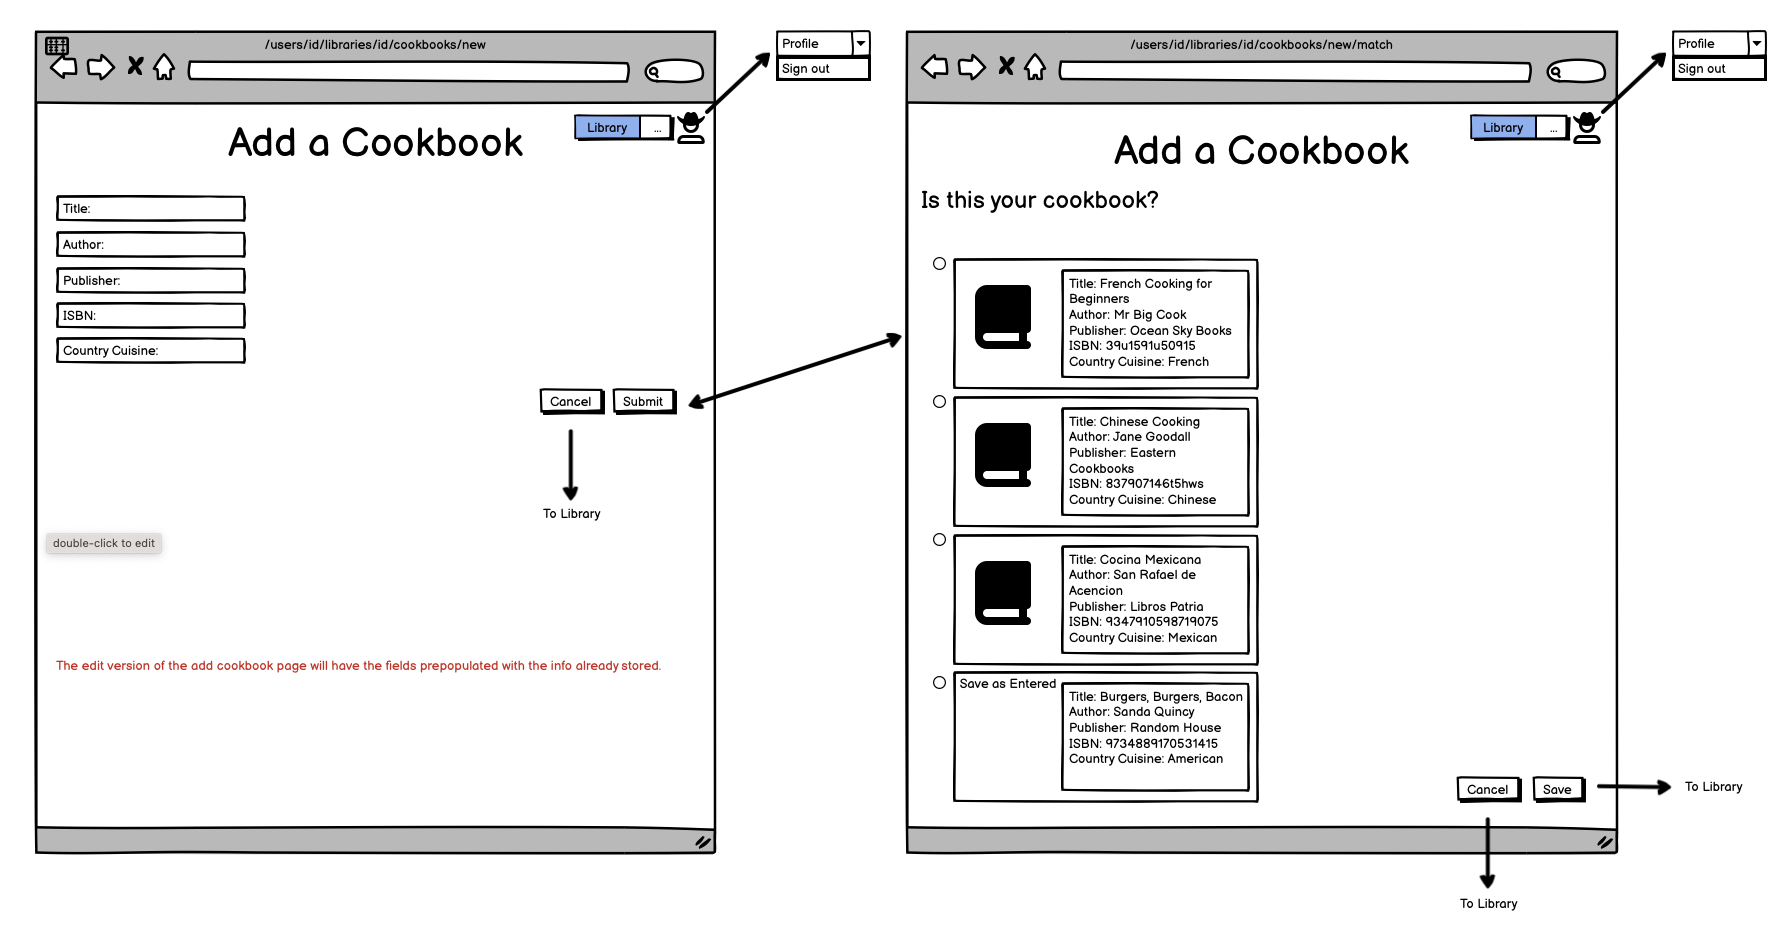 /users/id/libraries/id/cookbooks/new
Profile
Sign out
Library
...
Add a Cookbook
Title:
Author:
Publisher:
ISBN:
Country Cuisine:
Cancel
Submit
To Library
double-click to edit
The edit version of the add cookbook page will have the fields prepopulated with the info already stored.
/users/id/libraries/id/cookbooks/new/match
Profile
Sign out
Library
...
Add a Cookbook
Is this your cookbook?
Title: French Cooking for
Beginners
Author: Mr Big Cook
Publisher: Ocean Sky Books
ISBN: 39u1591u50915
Country Cuisine: French
Title: Chinese Cooking
Author: Jane Goodall
Publisher: Eastern
Cookbooks
ISBN: 837907146t5hws
Country Cuisine: Chinese
Title: Cocina Mexicana
Author: San Rafael de
Acencion
Publisher: Libros Patria
ISBN: 9347910598719075
Country Cuisine: Mexican
Save as Entered
Title: Burgers, Burgers, Bacon
Author: Sanda Quincy
Publisher: Random House
ISBN: 9734889170531415
Country Cuisine: American
Cancel
Save
To Library
To Library